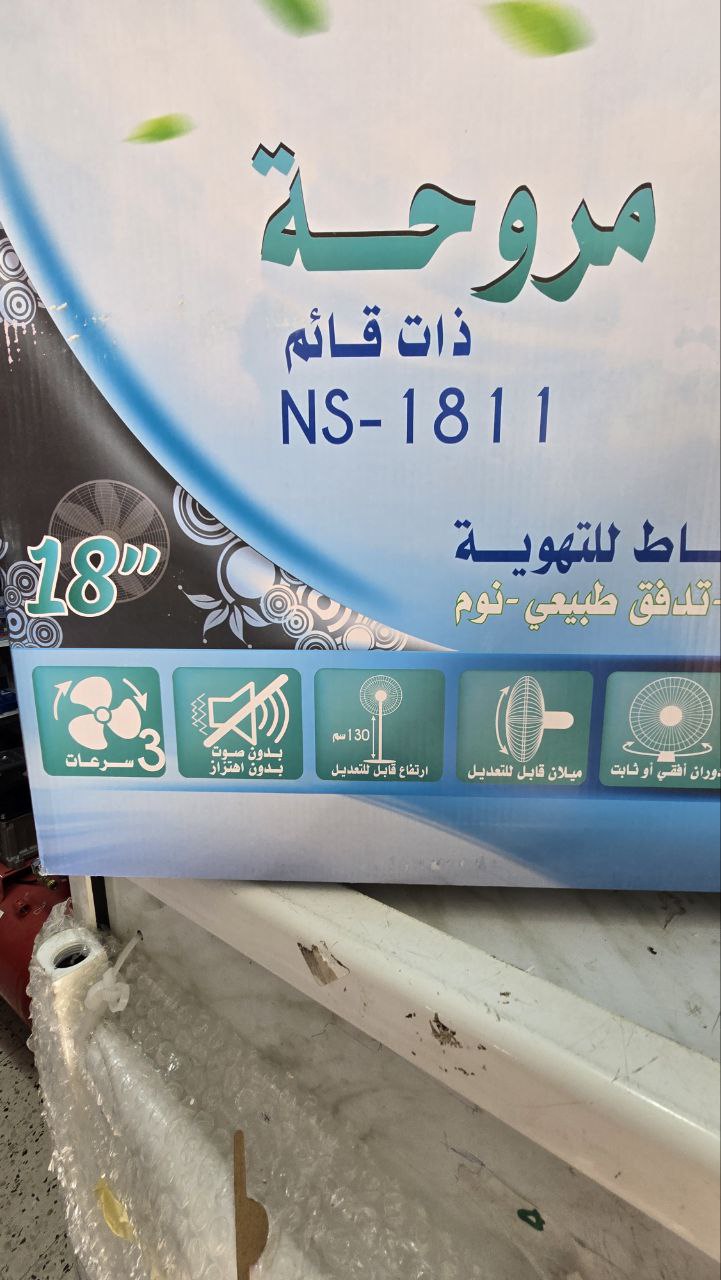 مروحة
ذات قائم
NS-1811
للتهوية
-تدفق طبيعي-نوم
18"
3 سرعات
بدون صوت
بدون اهتزاز
130 سم
ارتفاع قابل للتعديل
ميلان قابل للتعديل
دوران أفقي أو ثابت